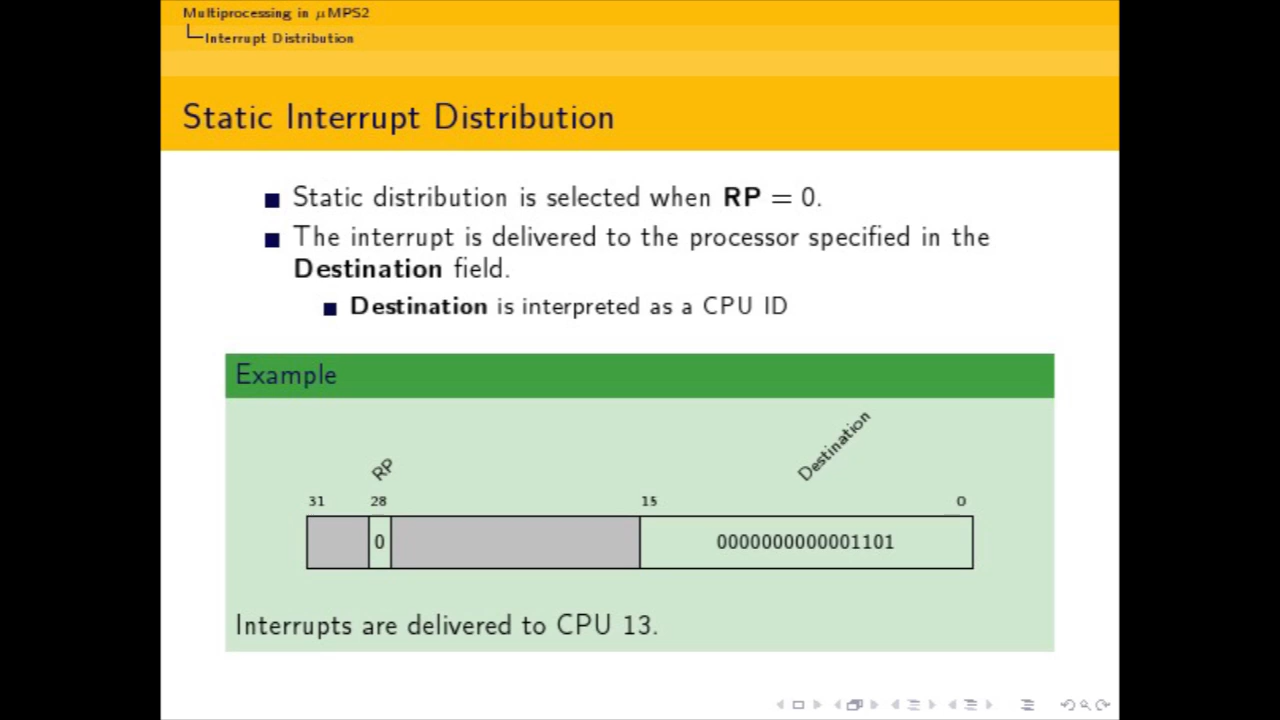 Multiprocessing in μMPS2
Interrupt Distribution
Static Interrupt Distribution
Static distribution is selected when RP = 0.
The interrupt is delivered to the processor specified in the
Destination field.
Destination is interpreted as a CPU ID
Example
RP
Destination
31 28 15 0
0 0000000000001101
Interrupts are delivered to CPU 13.